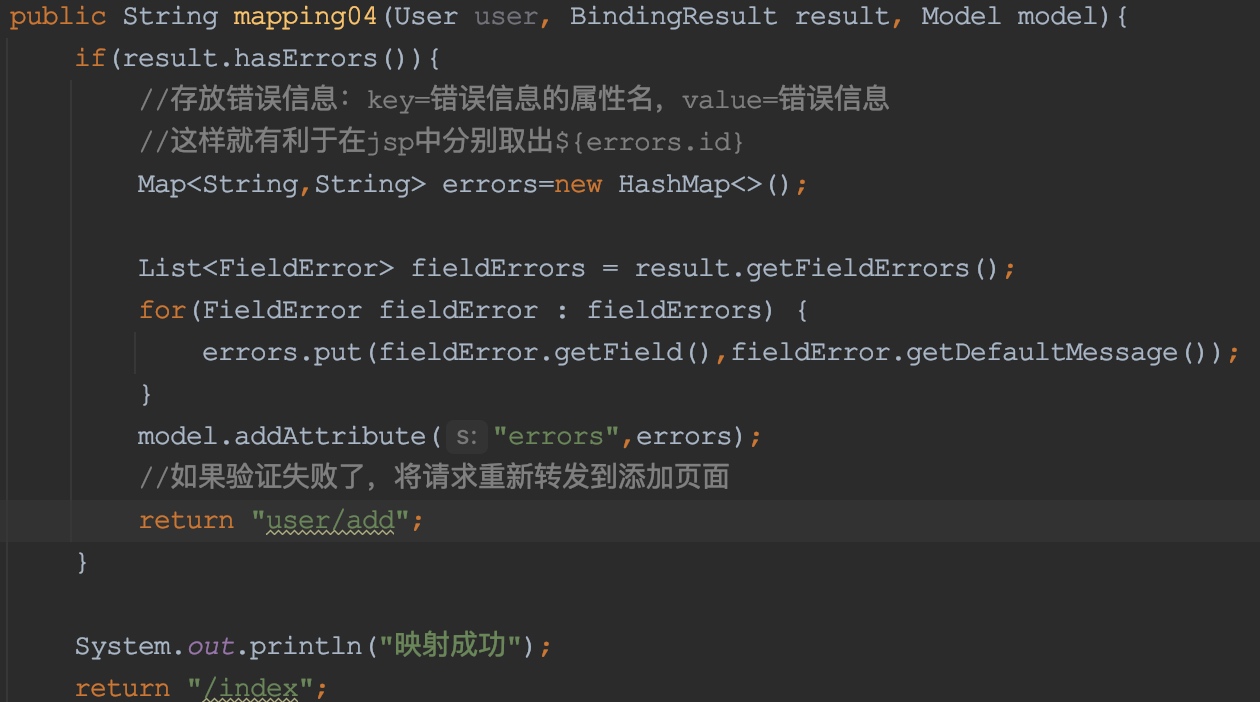 public String mapping04(User user, BindingResult result, Model model){
if(result.hasErrors()){
//存放错误信息：key=错误信息的属性名，value=错误信息
//这样就有利于在jsp中分别取出${errors.id}
Map<String,String> errors=new HashMap<>();
List<FieldError> fieldErrors = result.getFieldErrors();
for(FieldError fieldError : fieldErrors) {
errors.put(fieldError.getField(),fieldError.getDefaultMessage());
}
model.addAttribute( s: "errors",errors);
//如果验证失败了，将请求重新转发到添加页面
return "user/add";
}
System.out.println("映射成功");
return "/index";